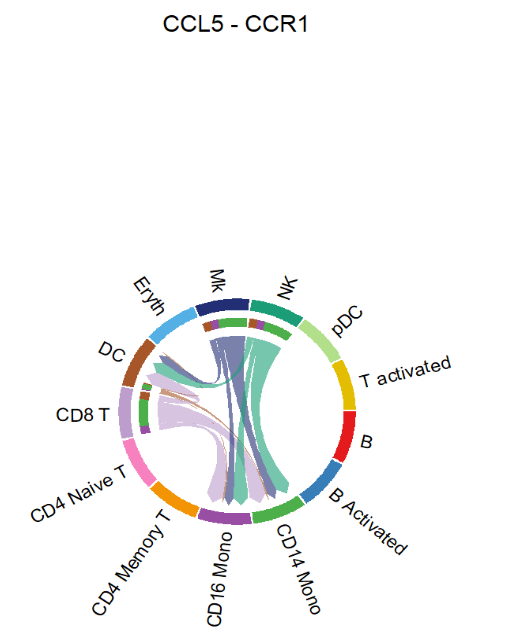 CCL5 - CCR1
Mk
NK
Eryth
pDC
DC
T activated
CD8 T
B
CD4 Naive T
B Activated
CD4 Memory T
CD16 Mono
CD14 Mono